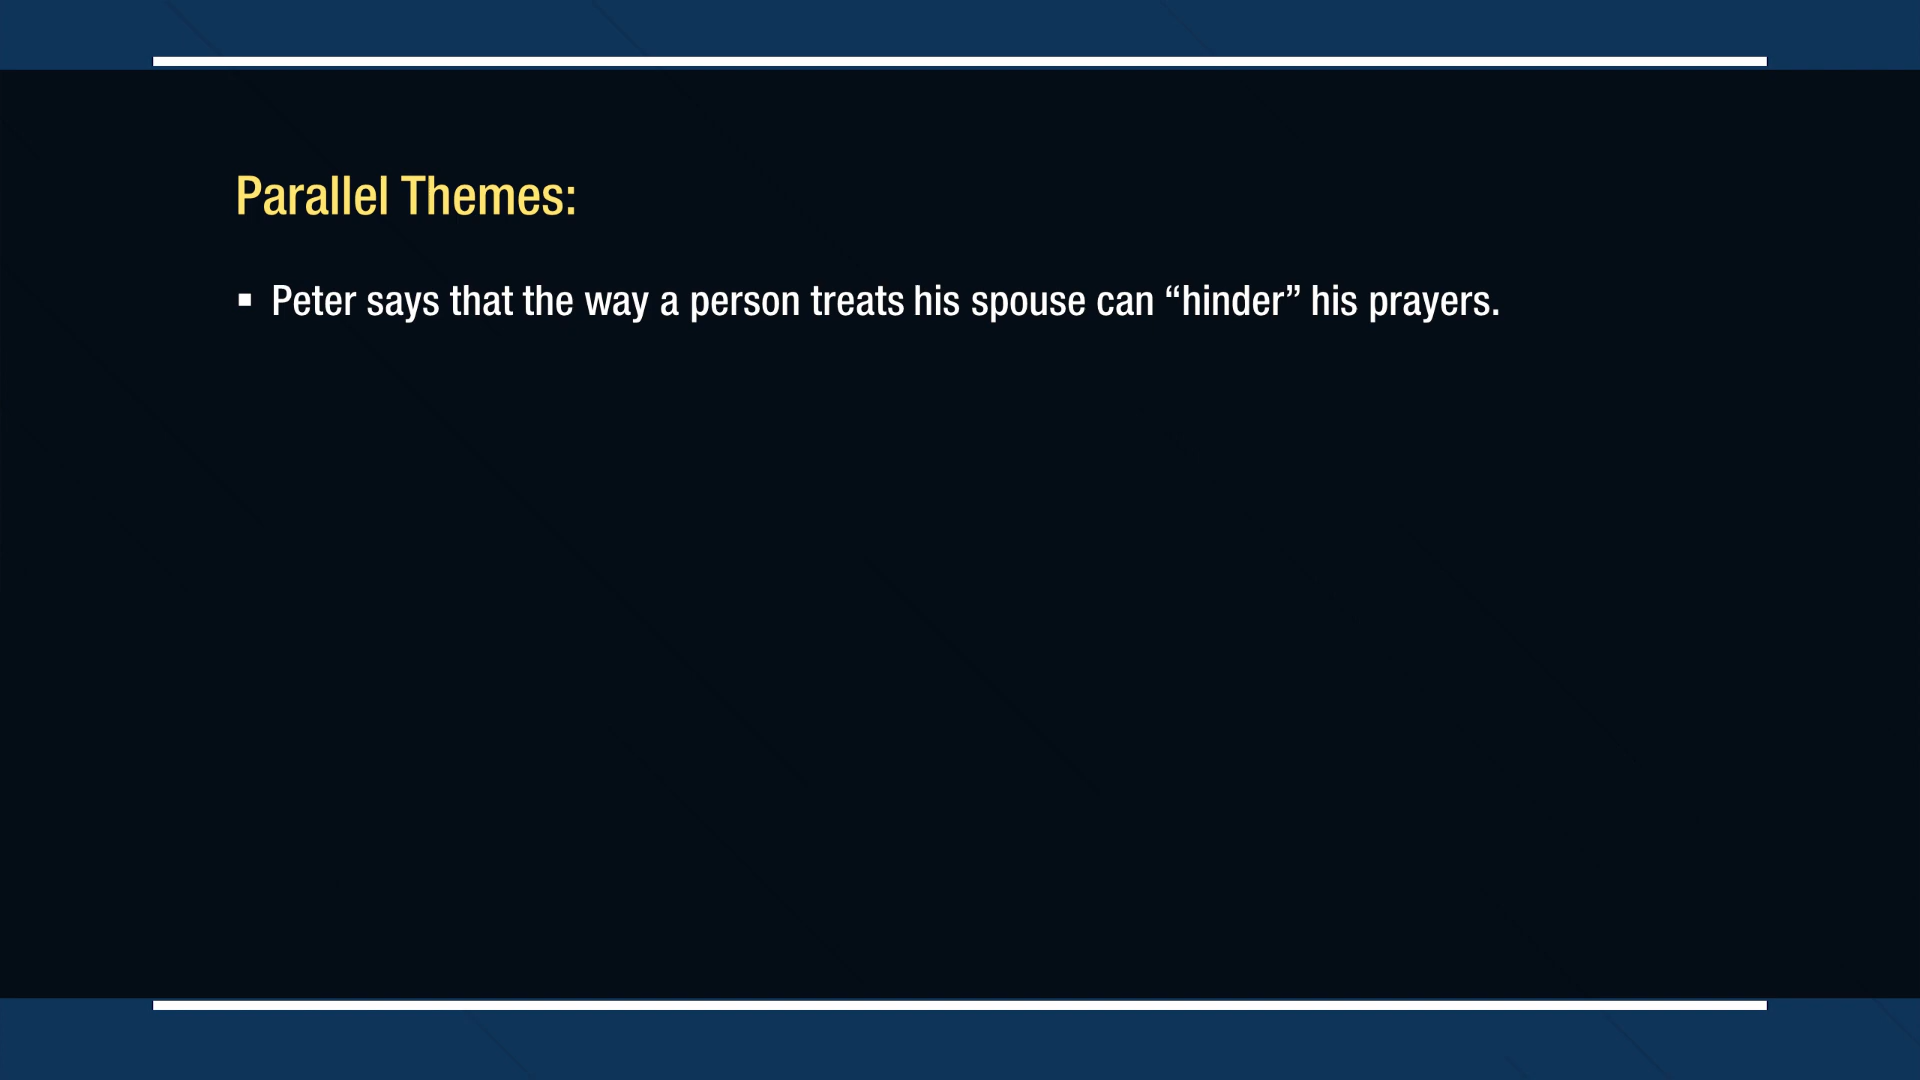 Parallel Themes:
▪ Peter says that the way a person treats his spouse can “hinder” his prayers.